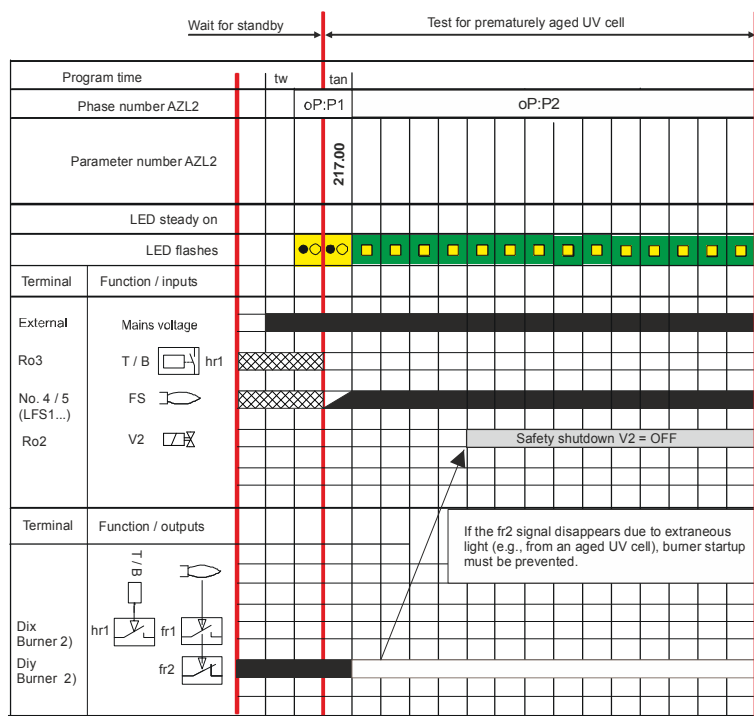 Wait for standby
Test for prematurely aged UV cell
Program time
tw
tan
Phase number AZL2
oP:P1
oP:P2
Parameter number AZL2
217.00
LED steady on
LED flashes
Terminal
Function / inputs
External
Mains voltage
Ro3
T / B
hr1
No. 4 / 5
(LFS1...)
FS
Ro2
V2
Safety shutdown V2 = OFF
Terminal
Function / outputs
If the fr2 signal disappears due to extraneous
light (e.g., from an aged UV cell), burner startup
must be prevented.
T / B
Dix
Burner 2)
hr1
fr1
Diy
Burner 2)
fr2